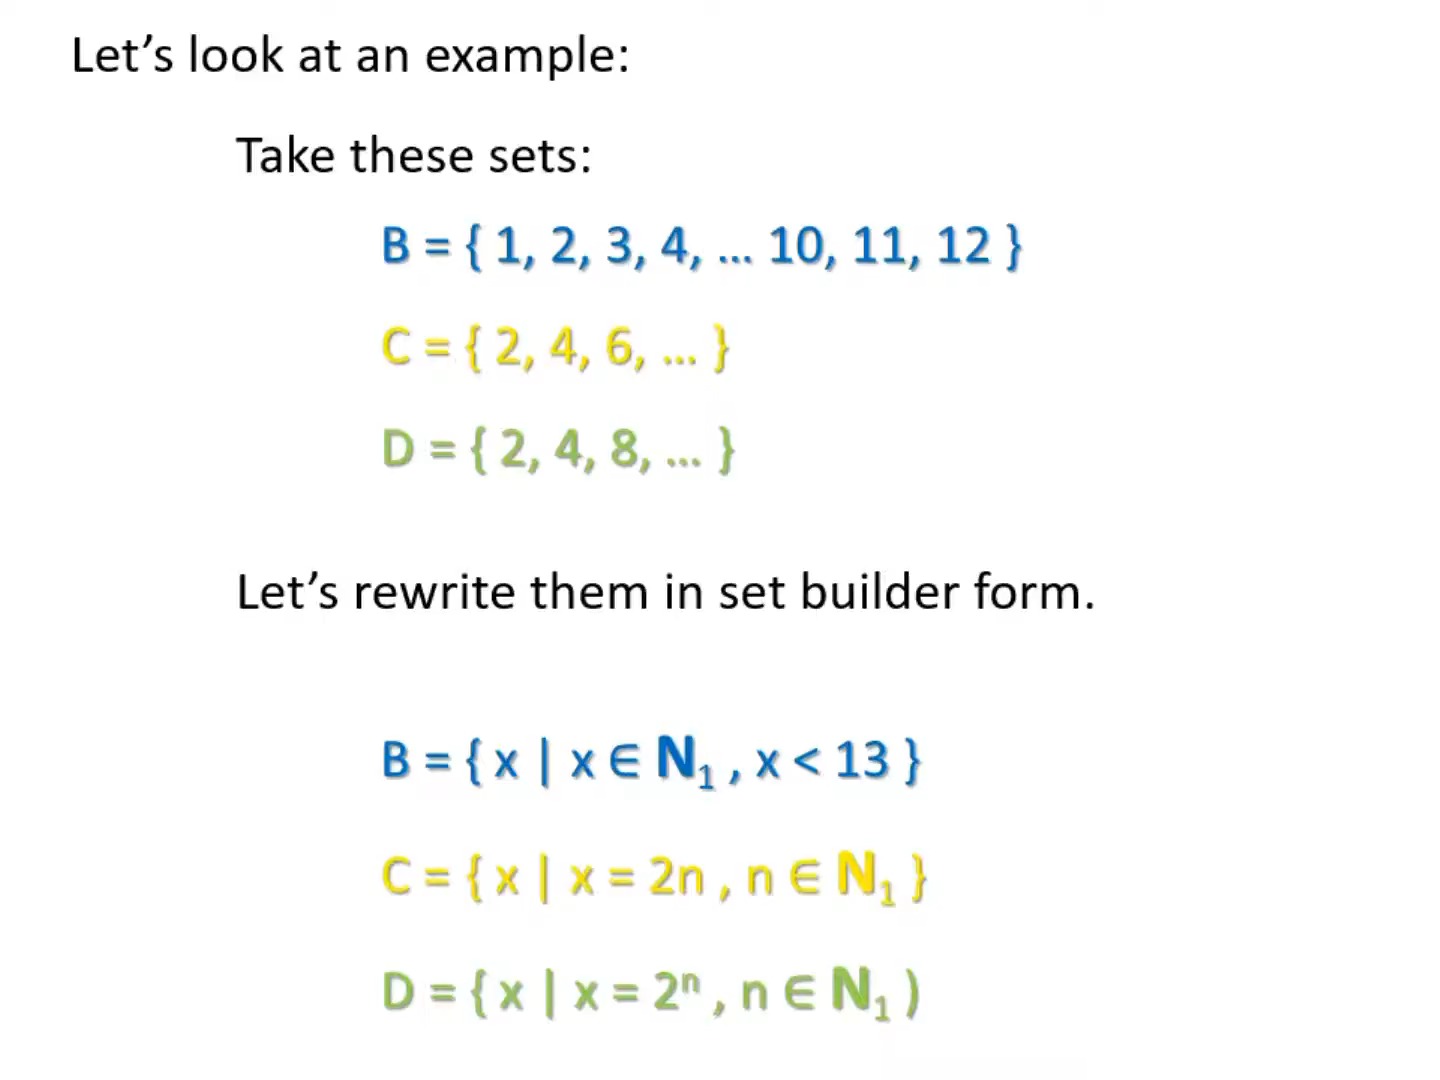 Let’s look at an example:
Take these sets:
B = { 1, 2, 3, 4, ... 10, 11, 12 }
C = { 2, 4, 6, ... }
D = { 2, 4, 8, ... }
Let’s rewrite them in set builder form.
B = { x | x ∈ N₁ , x < 13 }
C = { x | x = 2n , n ∈ N₁ }
D = { x | x = 2ⁿ , n ∈ N₁ )